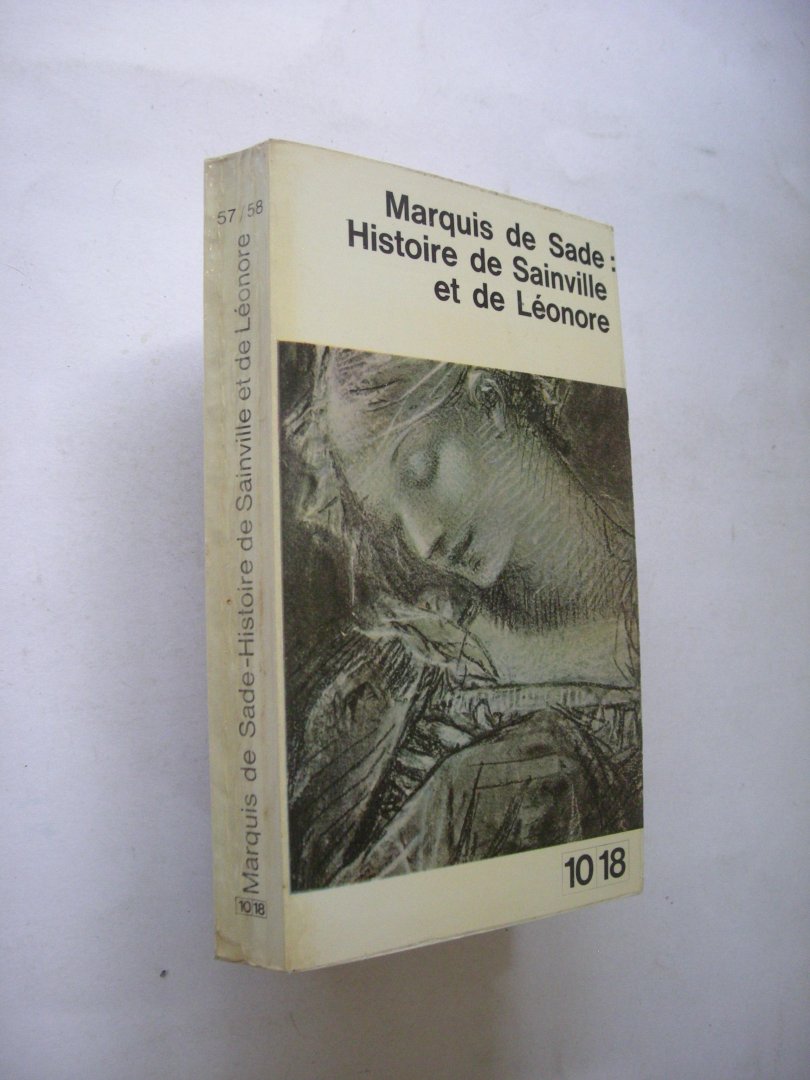 Marquis de Sade:
Histoire de Sainville
et de Léonore
10 18
57/58
Marquis de Sade-Histoire de Sainville et de Léonore
10 18